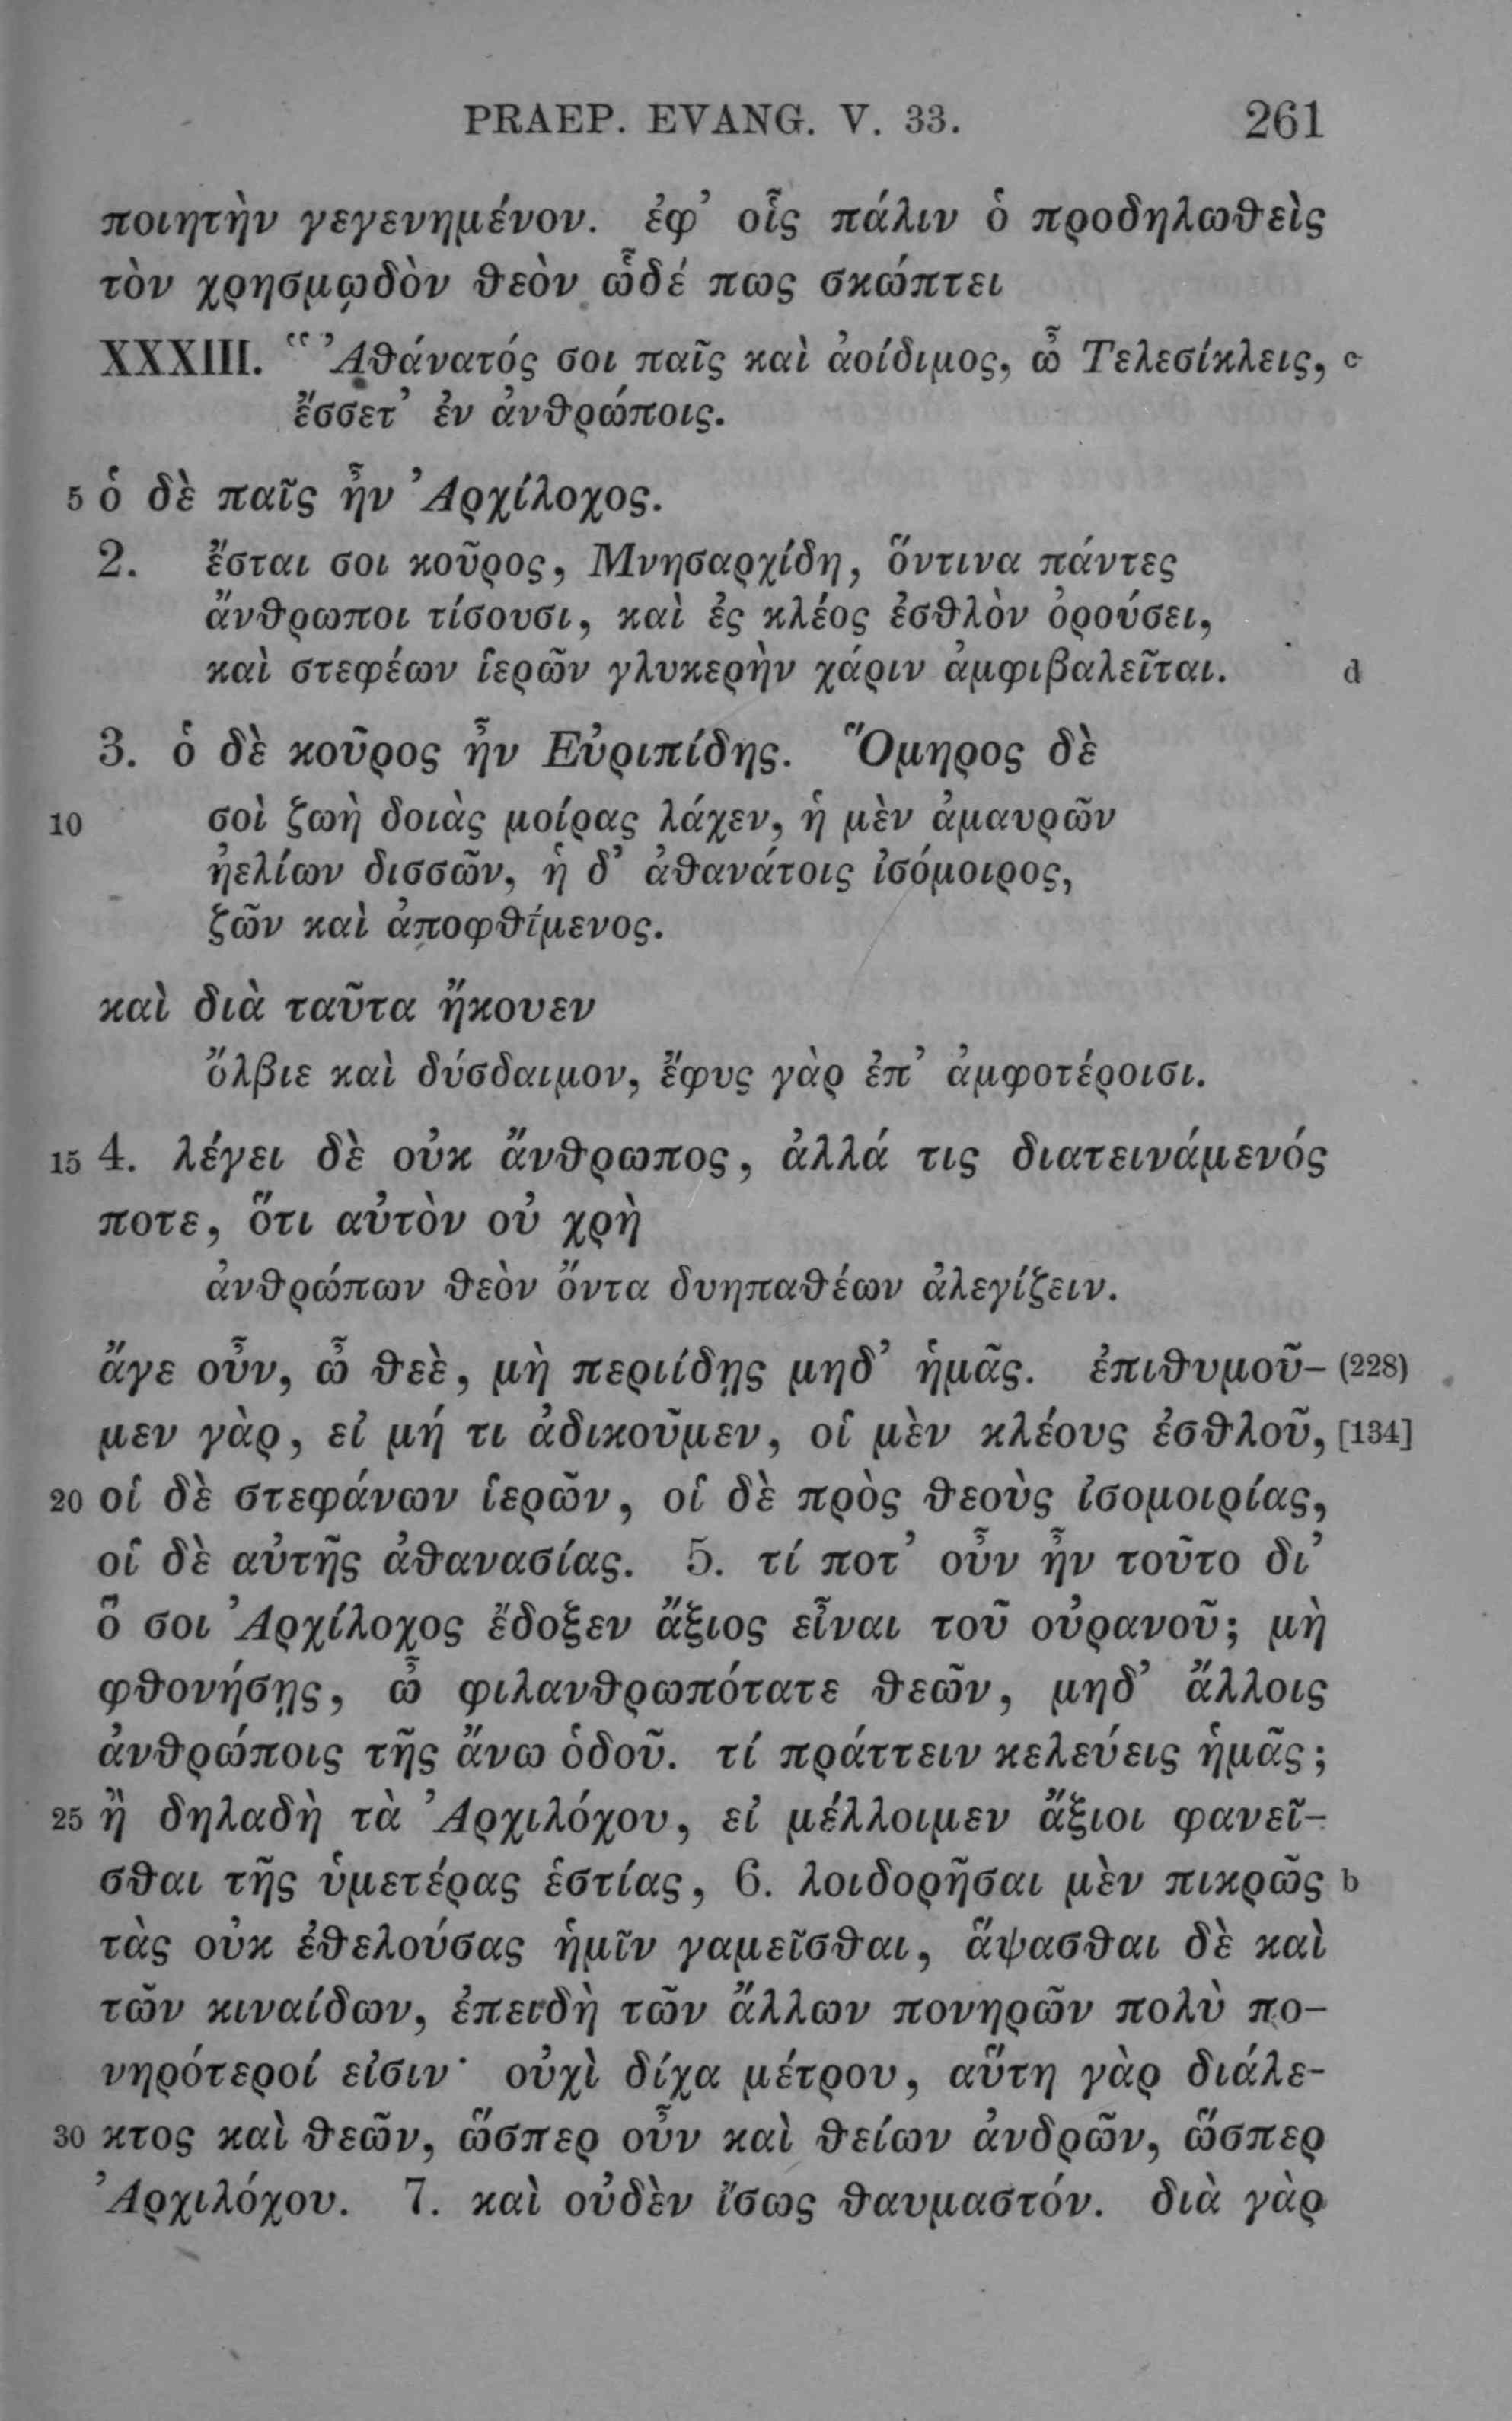 PRAEP. EVANG. V. 33. 261
ποιητὴν γεγενημένον. ἐφ' οἷς πάλιν ὁ προδηλωθεὶς
τὸν χρησμῳδὸν θεὸν ὧδέ πως σκώπτει
XXXIII. "Ἀθάνατός σοι παῖς καὶ ἀοίδιμος, ὦ Τελεσίκλεις, c
ἔσσετ' ἐν ἀνθρώποις.
5 ὁ δὲ παῖς ἦν Ἀρχίλοχος.
2. ἔσται σοι κοῦρος, Μνησαρχίδη, ὅντινα πάντες
ἄνθρωποι τίσουσι, καὶ ἐς κλέος ἐσθλὸν ὀρούσει,
καὶ στεφέων ἱερῶν γλυκερὴν χάριν ἀμφιβαλεῖται. d
3. ὁ δὲ κοῦρος ἦν Εὐριπίδης. Ὅμηρος δὲ
10 σοὶ ζωὴ δοιὰς μοίρας λάχεν, ἡ μὲν ἀμαυρῶν
ἠελίων δισσῶν, ἡ δ' ἀθανάτοις ἰσόμοιρος,
ζῶν καὶ ἀποφθίμενος.
καὶ διὰ ταῦτα ἤκουεν
ὄλβιε καὶ δύσδαιμον, ἔφυς γὰρ ἐπ' ἀμφοτέροισι.
15 4. λέγει δὲ οὐκ ἄνθρωπος, ἀλλά τις διατεινάμενός
ποτε, ὅτι αὐτὸν οὐ χρὴ
ἀνθρώπων θεὸν ὄντα δυηπαθέων ἀλεγίζειν.
ἄγε οὖν, ὦ θεὲ, μὴ περιίδῃς μηδ' ἡμᾶς. ἐπιθυμοῦ- (228)
μεν γὰρ, εἰ μή τι ἀδικοῦμεν, οἱ μὲν κλέους ἐσθλοῦ, [134]
20 οἱ δὲ στεφάνων ἱερῶν, οἱ δὲ πρὸς θεοὺς ἰσομοιρίας,
οἱ δὲ αὐτῆς ἀθανασίας. 5. τί ποτ' οὖν ἦν τοῦτο δι'
ὅ σοι Ἀρχίλοχος ἔδοξεν ἄξιος εἶναι τοῦ οὐρανοῦ; μὴ
φθονήσῃς, ὦ φιλανθρωπότατε θεῶν, μηδ' ἄλλοις
ἀνθρώποις τῆς ἄνω ὁδοῦ. τί πράττειν κελεύεις ἡμᾶς;
25 ἢ δηλαδὴ τὰ Ἀρχιλόχου, εἰ μέλλοιμεν ἄξιοι φανεῖ-
σθαι τῆς ὑμετέρας ἑστίας, 6. λοιδορῆσαι μὲν πικρῶς b
τὰς οὐκ ἐθελούσας ἡμῖν γαμεῖσθαι, ἅψασθαι δὲ καὶ
τῶν κιναίδων, ἐπειδὴ τῶν ἄλλων πονηρῶν πολὺ πο-
νηρότεροί εἰσιν· οὐχὶ δίχα μέτρου, αὕτη γὰρ διάλε-
30 κτος καὶ θεῶν, ὥσπερ οὖν καὶ θείων ἀνδρῶν, ὥσπερ
Ἀρχιλόχου. 7. καὶ οὐδὲν ἴσως θαυμαστόν. διὰ γὰρ